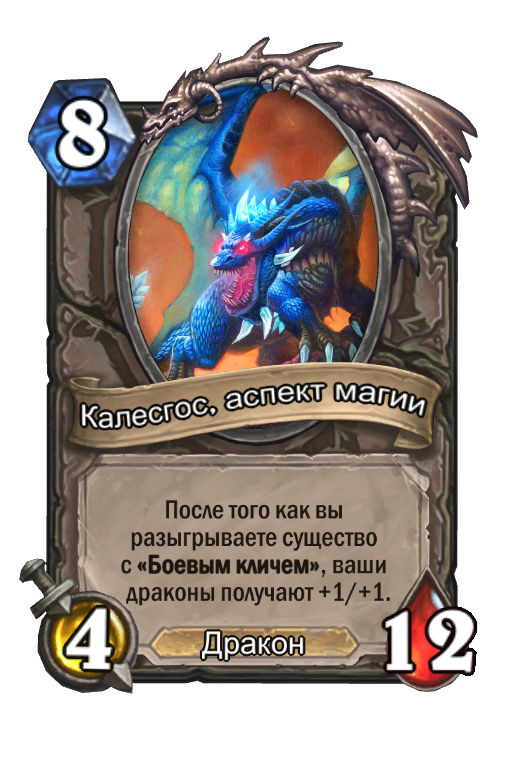 8
Калесгос, аспект магии
После того как вы
разыгрываете существо
с «Боевым кличем», ваши
драконы получают +1/+1.
4
Дракон
12